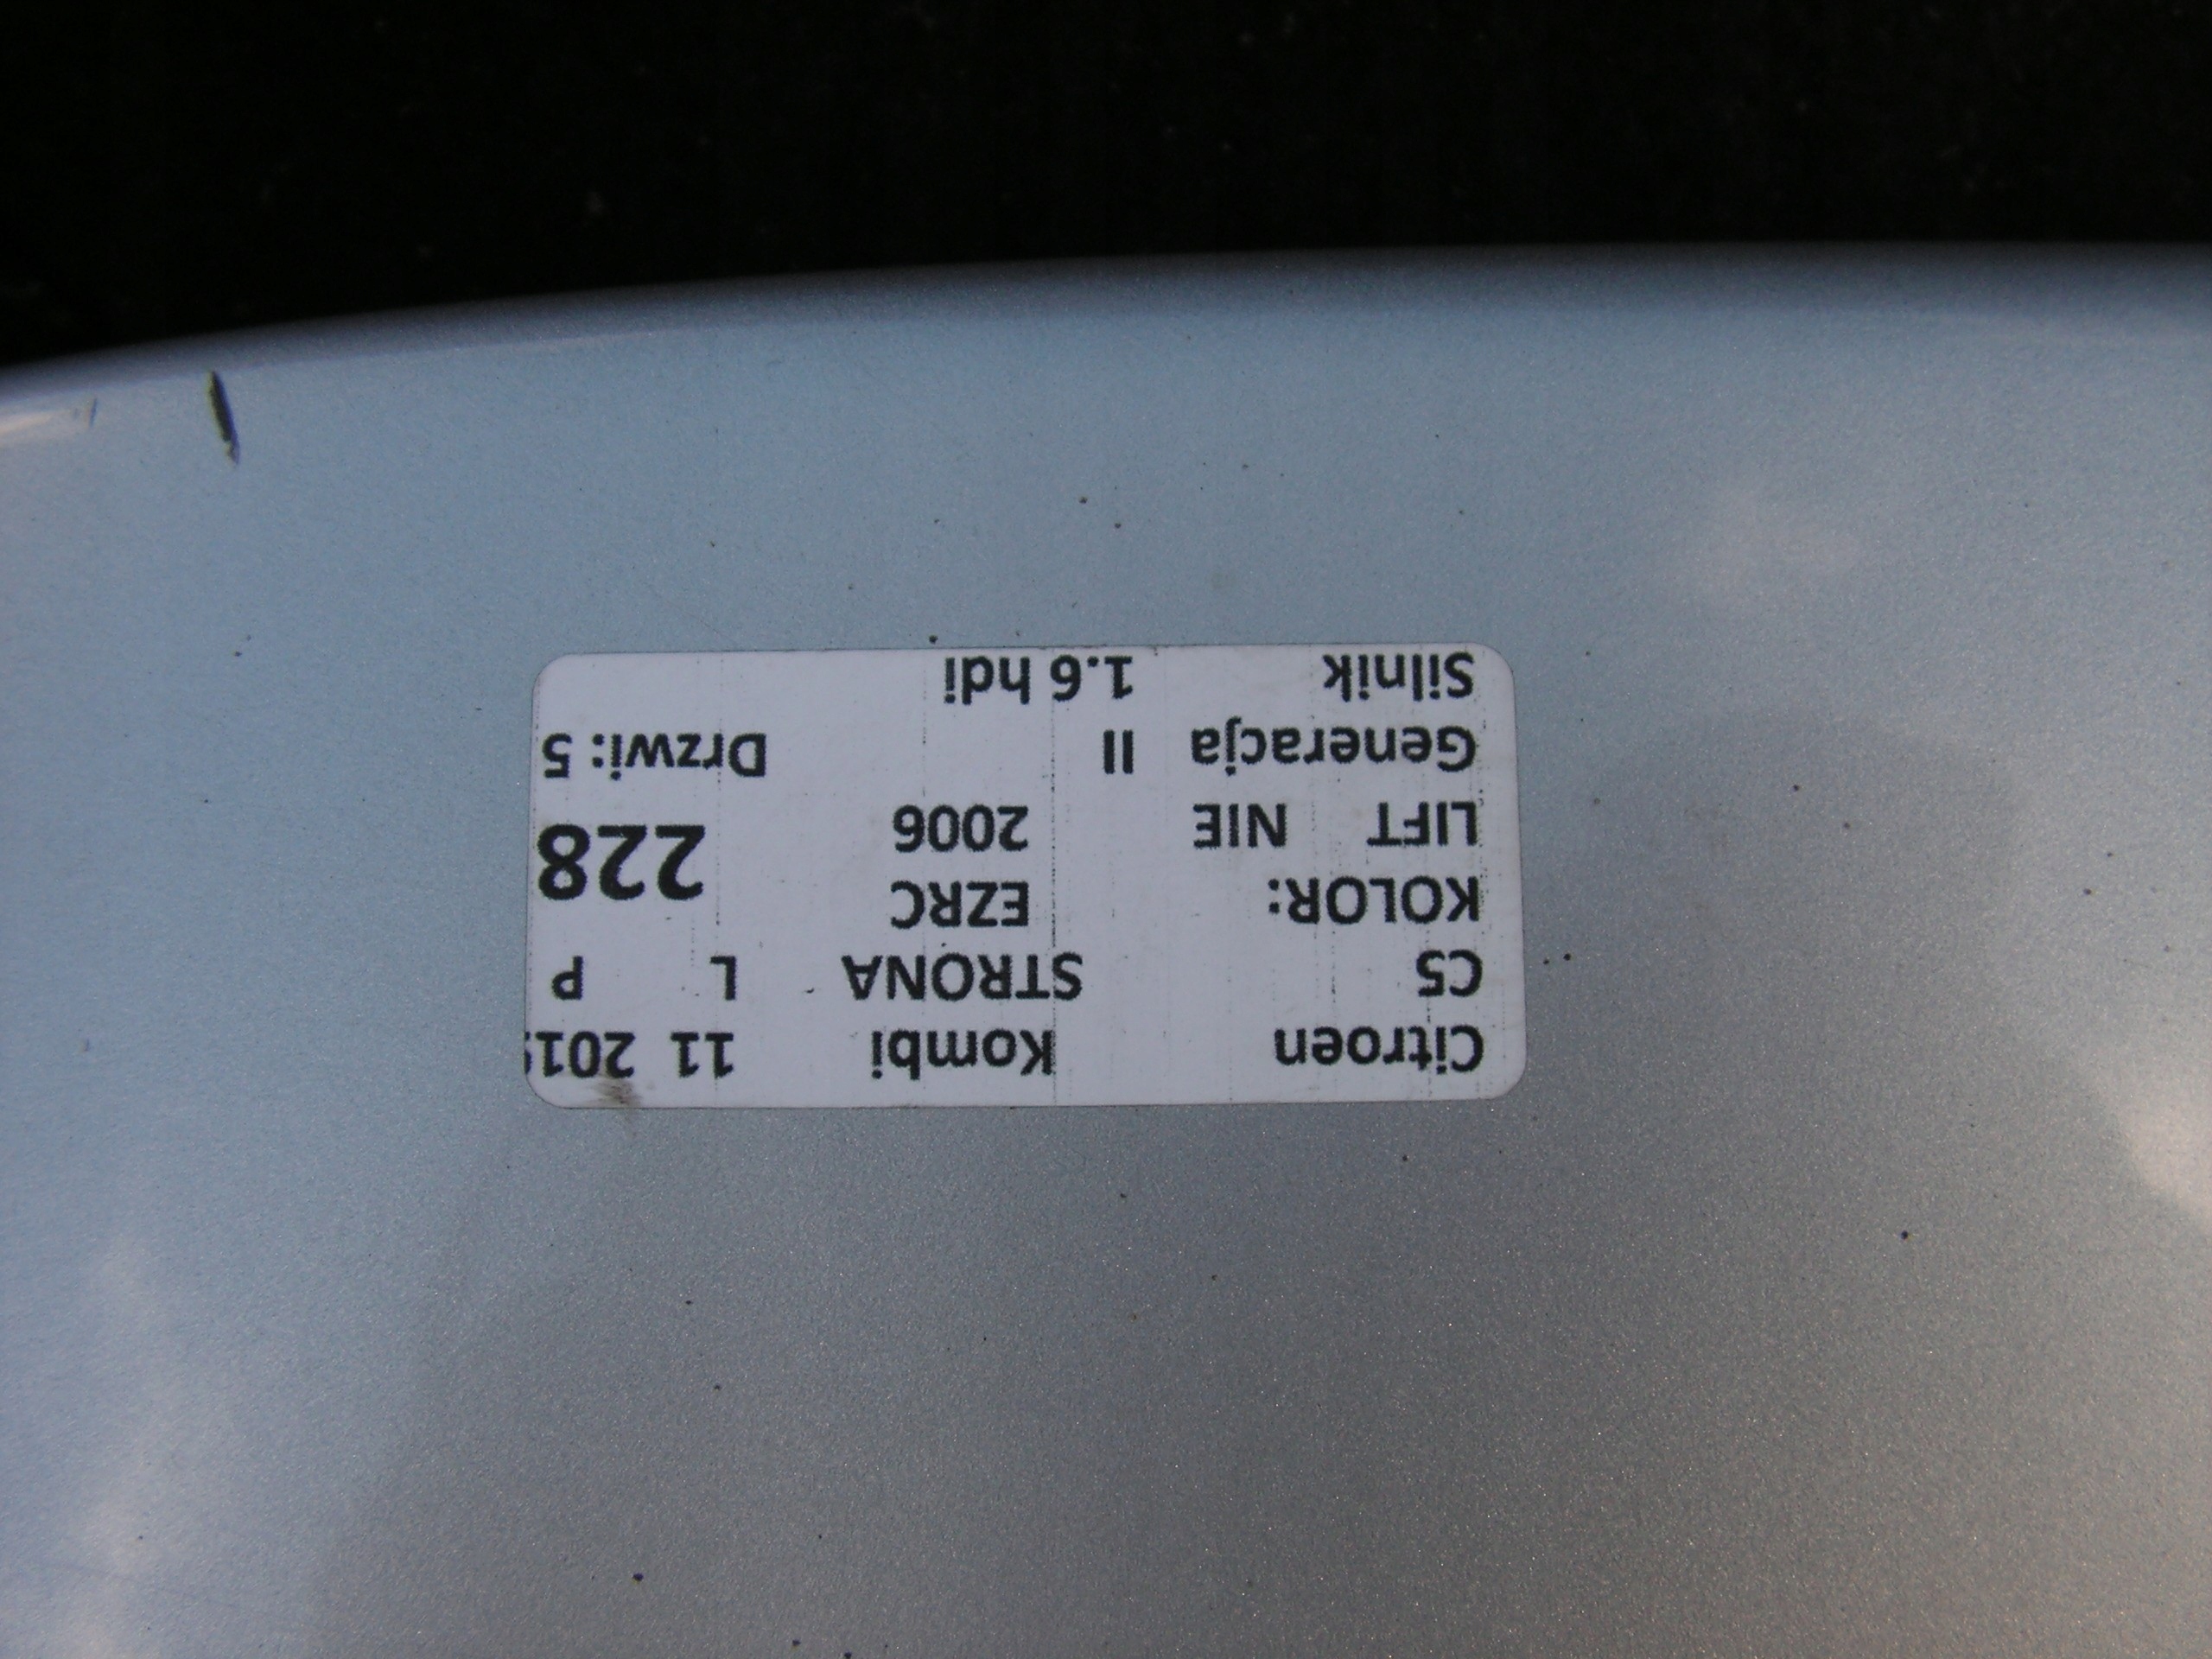 Citroen Kombi 11 201
C5 STRONA L P
KOLOR: EZRC 228
LIFT NIE 2006
Generacja II Drzwi: 5
Silnik 1.6 hdi